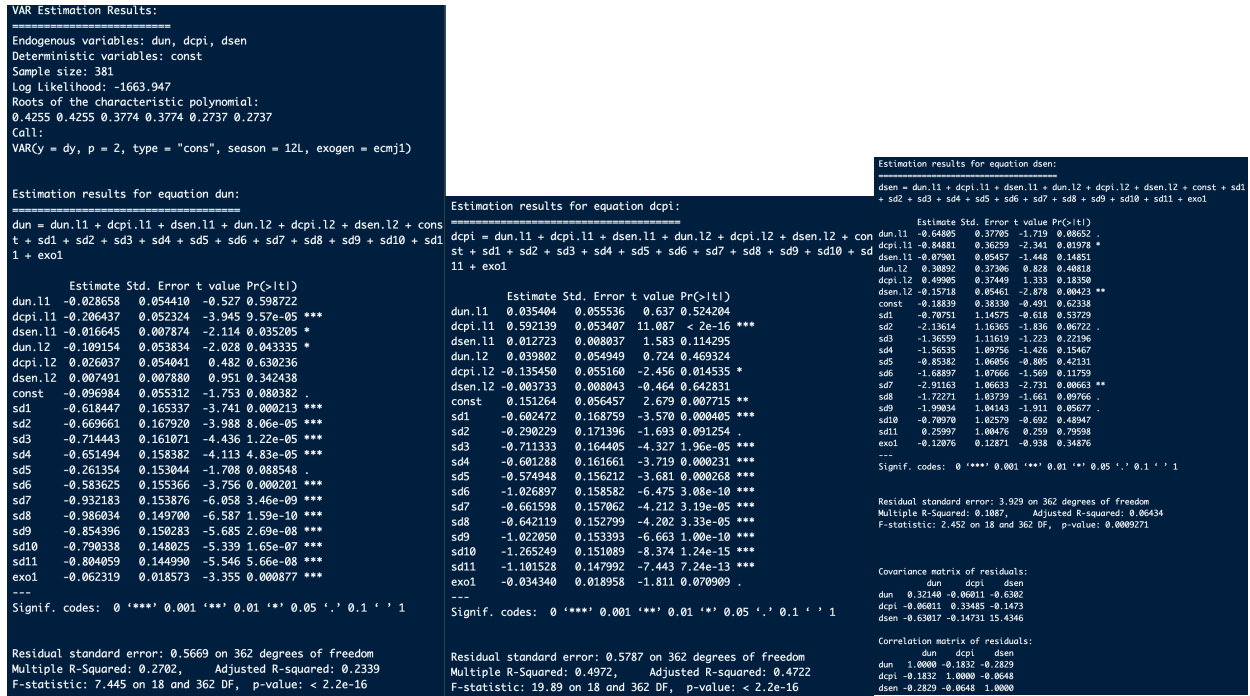 VAR Estimation Results:
=========================
Endogenous variables: dun, dcpi, dsen
Deterministic variables: const
Sample size: 381
Log Likelihood: -1663.947
Roots of the characteristic polynomial:
0.4255 0.4255 0.3774 0.3774 0.2737 0.2737
Call:
VAR(y = dy, p = 2, type = "cons", season = 12L, exogen = ecmj1)
Estimation results for equation dun:
====================================
dun = dun.l1 + dcpi.l1 + dsen.l1 + dun.l2 + dcpi.l2 + dsen.l2 + cons
t + sd1 + sd2 + sd3 + sd4 + sd5 + sd6 + sd7 + sd8 + sd9 + sd10 + sd1
1 + exo1
Estimate Std. Error t value Pr(>|t|)
dun.l1 -0.028658 0.054410 -0.527 0.598722
dcpi.l1 -0.206437 0.052324 -3.945 9.57e-05 ***
dsen.l1 -0.016645 0.007874 -2.114 0.035205 *
dun.l2 -0.109154 0.053834 -2.028 0.043335 *
dcpi.l2 0.026037 0.054041 0.482 0.630236
dsen.l2 0.007491 0.007880 0.951 0.342438
const -0.096984 0.055312 -1.753 0.080382 .
sd1 -0.618447 0.165337 -3.741 0.000213 ***
sd2 -0.669661 0.167920 -3.988 8.06e-05 ***
sd3 -0.714443 0.161071 -4.436 1.22e-05 ***
sd4 -0.651494 0.158382 -4.113 4.83e-05 ***
sd5 -0.261354 0.153044 -1.708 0.088548 .
sd6 -0.583625 0.155366 -3.756 0.000201 ***
sd7 -0.932183 0.153876 -6.058 3.46e-09 ***
sd8 -0.986034 0.149700 -6.587 1.59e-10 ***
sd9 -0.854396 0.150283 -5.685 2.69e-08 ***
sd10 -0.790338 0.148025 -5.339 1.65e-07 ***
sd11 -0.804059 0.144990 -5.546 5.66e-08 ***
exo1 -0.062319 0.018573 -3.355 0.000877 ***
---
Signif. codes: 0 ‘***’ 0.001 ‘**’ 0.01 ‘*’ 0.05 ‘.’ 0.1 ‘ ’ 1
Residual standard error: 0.5669 on 362 degrees of freedom
Multiple R-Squared: 0.2702, Adjusted R-squared: 0.2339
F-statistic: 7.445 on 18 and 362 DF, p-value: < 2.2e-16
Estimation results for equation dcpi:
=====================================
dcpi = dun.l1 + dcpi.l1 + dsen.l1 + dun.l2 + dcpi.l2 + dsen.l2 + con
st + sd1 + sd2 + sd3 + sd4 + sd5 + sd6 + sd7 + sd8 + sd9 + sd10 + sd
11 + exo1
Estimate Std. Error t value Pr(>|t|)
dun.l1 0.035404 0.055536 0.637 0.524204
dcpi.l1 0.592139 0.053407 11.087 < 2e-16 ***
dsen.l1 0.012723 0.008037 1.583 0.114295
dun.l2 0.039802 0.054949 0.724 0.469324
dcpi.l2 -0.135450 0.055160 -2.456 0.014535 *
dsen.l2 -0.003733 0.008043 -0.464 0.642831
const 0.151264 0.056457 2.679 0.007715 **
sd1 -0.602472 0.168759 -3.570 0.000405 ***
sd2 -0.290229 0.171396 -1.693 0.091254 .
sd3 -0.711333 0.164405 -4.327 1.96e-05 ***
sd4 -0.601288 0.161661 -3.719 0.000231 ***
sd5 -0.574948 0.156212 -3.681 0.000268 ***
sd6 -1.026897 0.158582 -6.475 3.08e-10 ***
sd7 -0.661598 0.157062 -4.212 3.19e-05 ***
sd8 -0.642119 0.152799 -4.202 3.33e-05 ***
sd9 -1.022050 0.153393 -6.663 1.00e-10 ***
sd10 -1.265249 0.151089 -8.374 1.24e-15 ***
sd11 -1.101528 0.147992 -7.443 7.24e-13 ***
exo1 -0.034340 0.018958 -1.811 0.070909 .
---
Signif. codes: 0 ‘***’ 0.001 ‘**’ 0.01 ‘*’ 0.05 ‘.’ 0.1 ‘ ’ 1
Residual standard error: 0.5787 on 362 degrees of freedom
Multiple R-Squared: 0.4972, Adjusted R-squared: 0.4722
F-statistic: 19.89 on 18 and 362 DF, p-value: < 2.2e-16
Estimation results for equation dsen:
=====================================
dsen = dun.l1 + dcpi.l1 + dsen.l1 + dun.l2 + dcpi.l2 + dsen.l2 + const + sd1
+ sd2 + sd3 + sd4 + sd5 + sd6 + sd7 + sd8 + sd9 + sd10 + sd11 + exo1
Estimate Std. Error t value Pr(>|t|)
dun.l1 -0.64805 0.37705 -1.719 0.08652 .
dcpi.l1 -0.84881 0.36259 -2.341 0.01978 *
dsen.l1 -0.07901 0.05457 -1.448 0.14851
dun.l2 0.30892 0.37306 0.828 0.40818
dcpi.l2 0.49905 0.37449 1.333 0.18350
dsen.l2 -0.15718 0.05461 -2.878 0.00423 **
const -0.18839 0.38330 -0.491 0.62338
sd1 -0.70751 1.14575 -0.618 0.53729
sd2 -2.13614 1.16365 -1.836 0.06722 .
sd3 -1.36559 1.11619 -1.223 0.22196
sd4 -1.56535 1.09756 -1.426 0.15467
sd5 -0.85382 1.06056 -0.805 0.42131
sd6 -1.68897 1.07666 -1.569 0.11759
sd7 -2.91163 1.06633 -2.731 0.00663 **
sd8 -1.72271 1.03739 -1.661 0.09766 .
sd9 -1.99034 1.04143 -1.911 0.05677 .
sd10 -0.70970 1.02579 -0.692 0.48947
sd11 0.25997 1.00476 0.259 0.79598
exo1 -0.12076 0.12871 -0.938 0.34876
---
Signif. codes: 0 ‘***’ 0.001 ‘**’ 0.01 ‘*’ 0.05 ‘.’ 0.1 ‘ ’ 1
Residual standard error: 3.929 on 362 degrees of freedom
Multiple R-Squared: 0.1087, Adjusted R-squared: 0.06434
F-statistic: 2.452 on 18 and 362 DF, p-value: 0.0009271
Covariance matrix of residuals:
dun dcpi dsen
dun 0.32140 -0.06011 -0.6302
dcpi -0.06011 0.33485 -0.1473
dsen -0.63017 -0.14731 15.4346
Correlation matrix of residuals:
dun dcpi dsen
dun 1.0000 -0.1832 -0.2829
dcpi -0.1832 1.0000 -0.0648
dsen -0.2829 -0.0648 1.0000